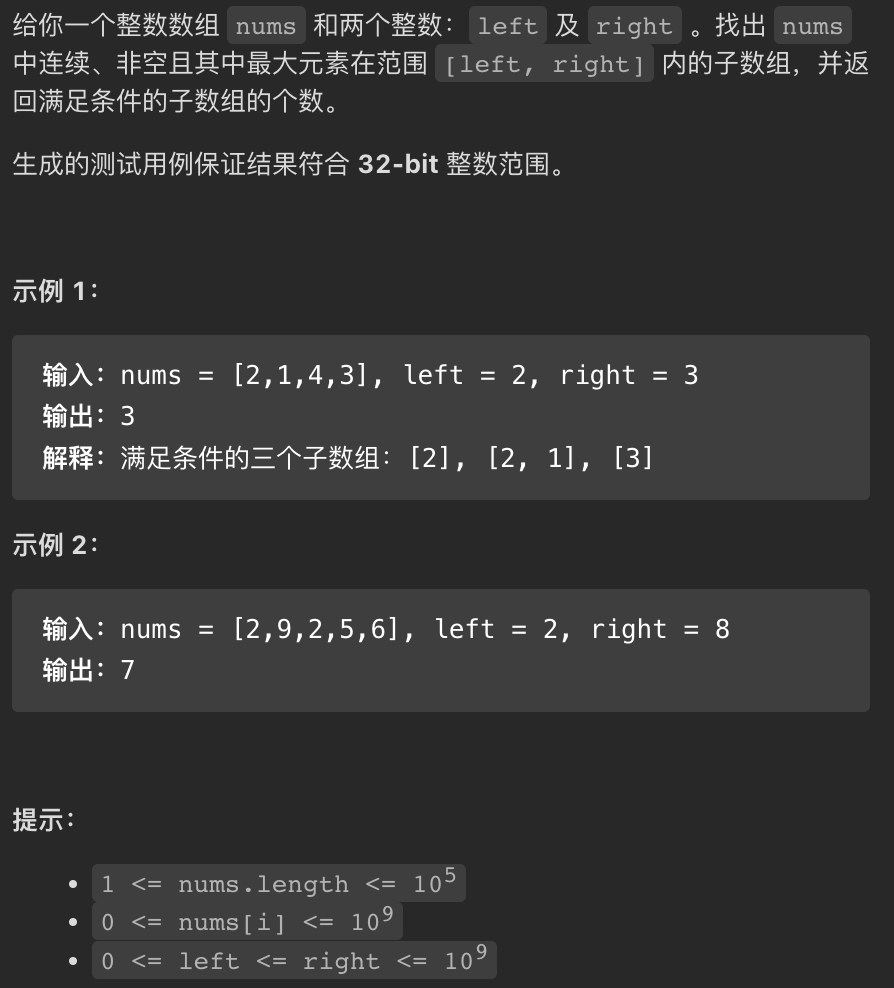 给你一个整数数组 nums 和两个整数：left 及 right 。找出 nums
中连续、非空且其中最大元素在范围 [left, right] 内的子数组，并返
回满足条件的子数组的个数。
生成的测试用例保证结果符合 32-bit 整数范围。
示例 1：
输入：nums = [2,1,4,3], left = 2, right = 3
输出：3
解释：满足条件的三个子数组：[2], [2, 1], [3]
示例 2：
输入：nums = [2,9,2,5,6], left = 2, right = 8
输出：7
提示：
• 1 <= nums.length <= 10⁵
• 0 <= nums[i] <= 10⁹
• 0 <= left <= right <= 10⁹